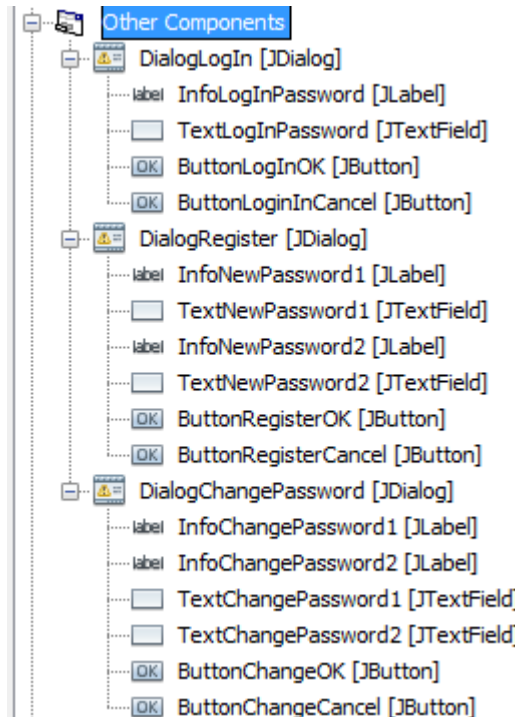 Other Components
DialogLogIn [JDialog]
label InfoLogInPassword [JLabel]
TextLogInPassword [JTextField]
OK ButtonLogInOK [JButton]
OK ButtonLoginInCancel [JButton]
DialogRegister [JDialog]
label InfoNewPassword1 [JLabel]
TextNewPassword1 [JTextField]
label InfoNewPassword2 [JLabel]
TextNewPassword2 [JTextField]
OK ButtonRegisterOK [JButton]
OK ButtonRegisterCancel [JButton]
DialogChangePassword [JDialog]
label InfoChangePassword1 [JLabel]
label InfoChangePassword2 [JLabel]
TextChangePassword1 [JTextField]
TextChangePassword2 [JTextField]
OK ButtonChangeOK [JButton]
OK ButtonChangeCancel [JButton]